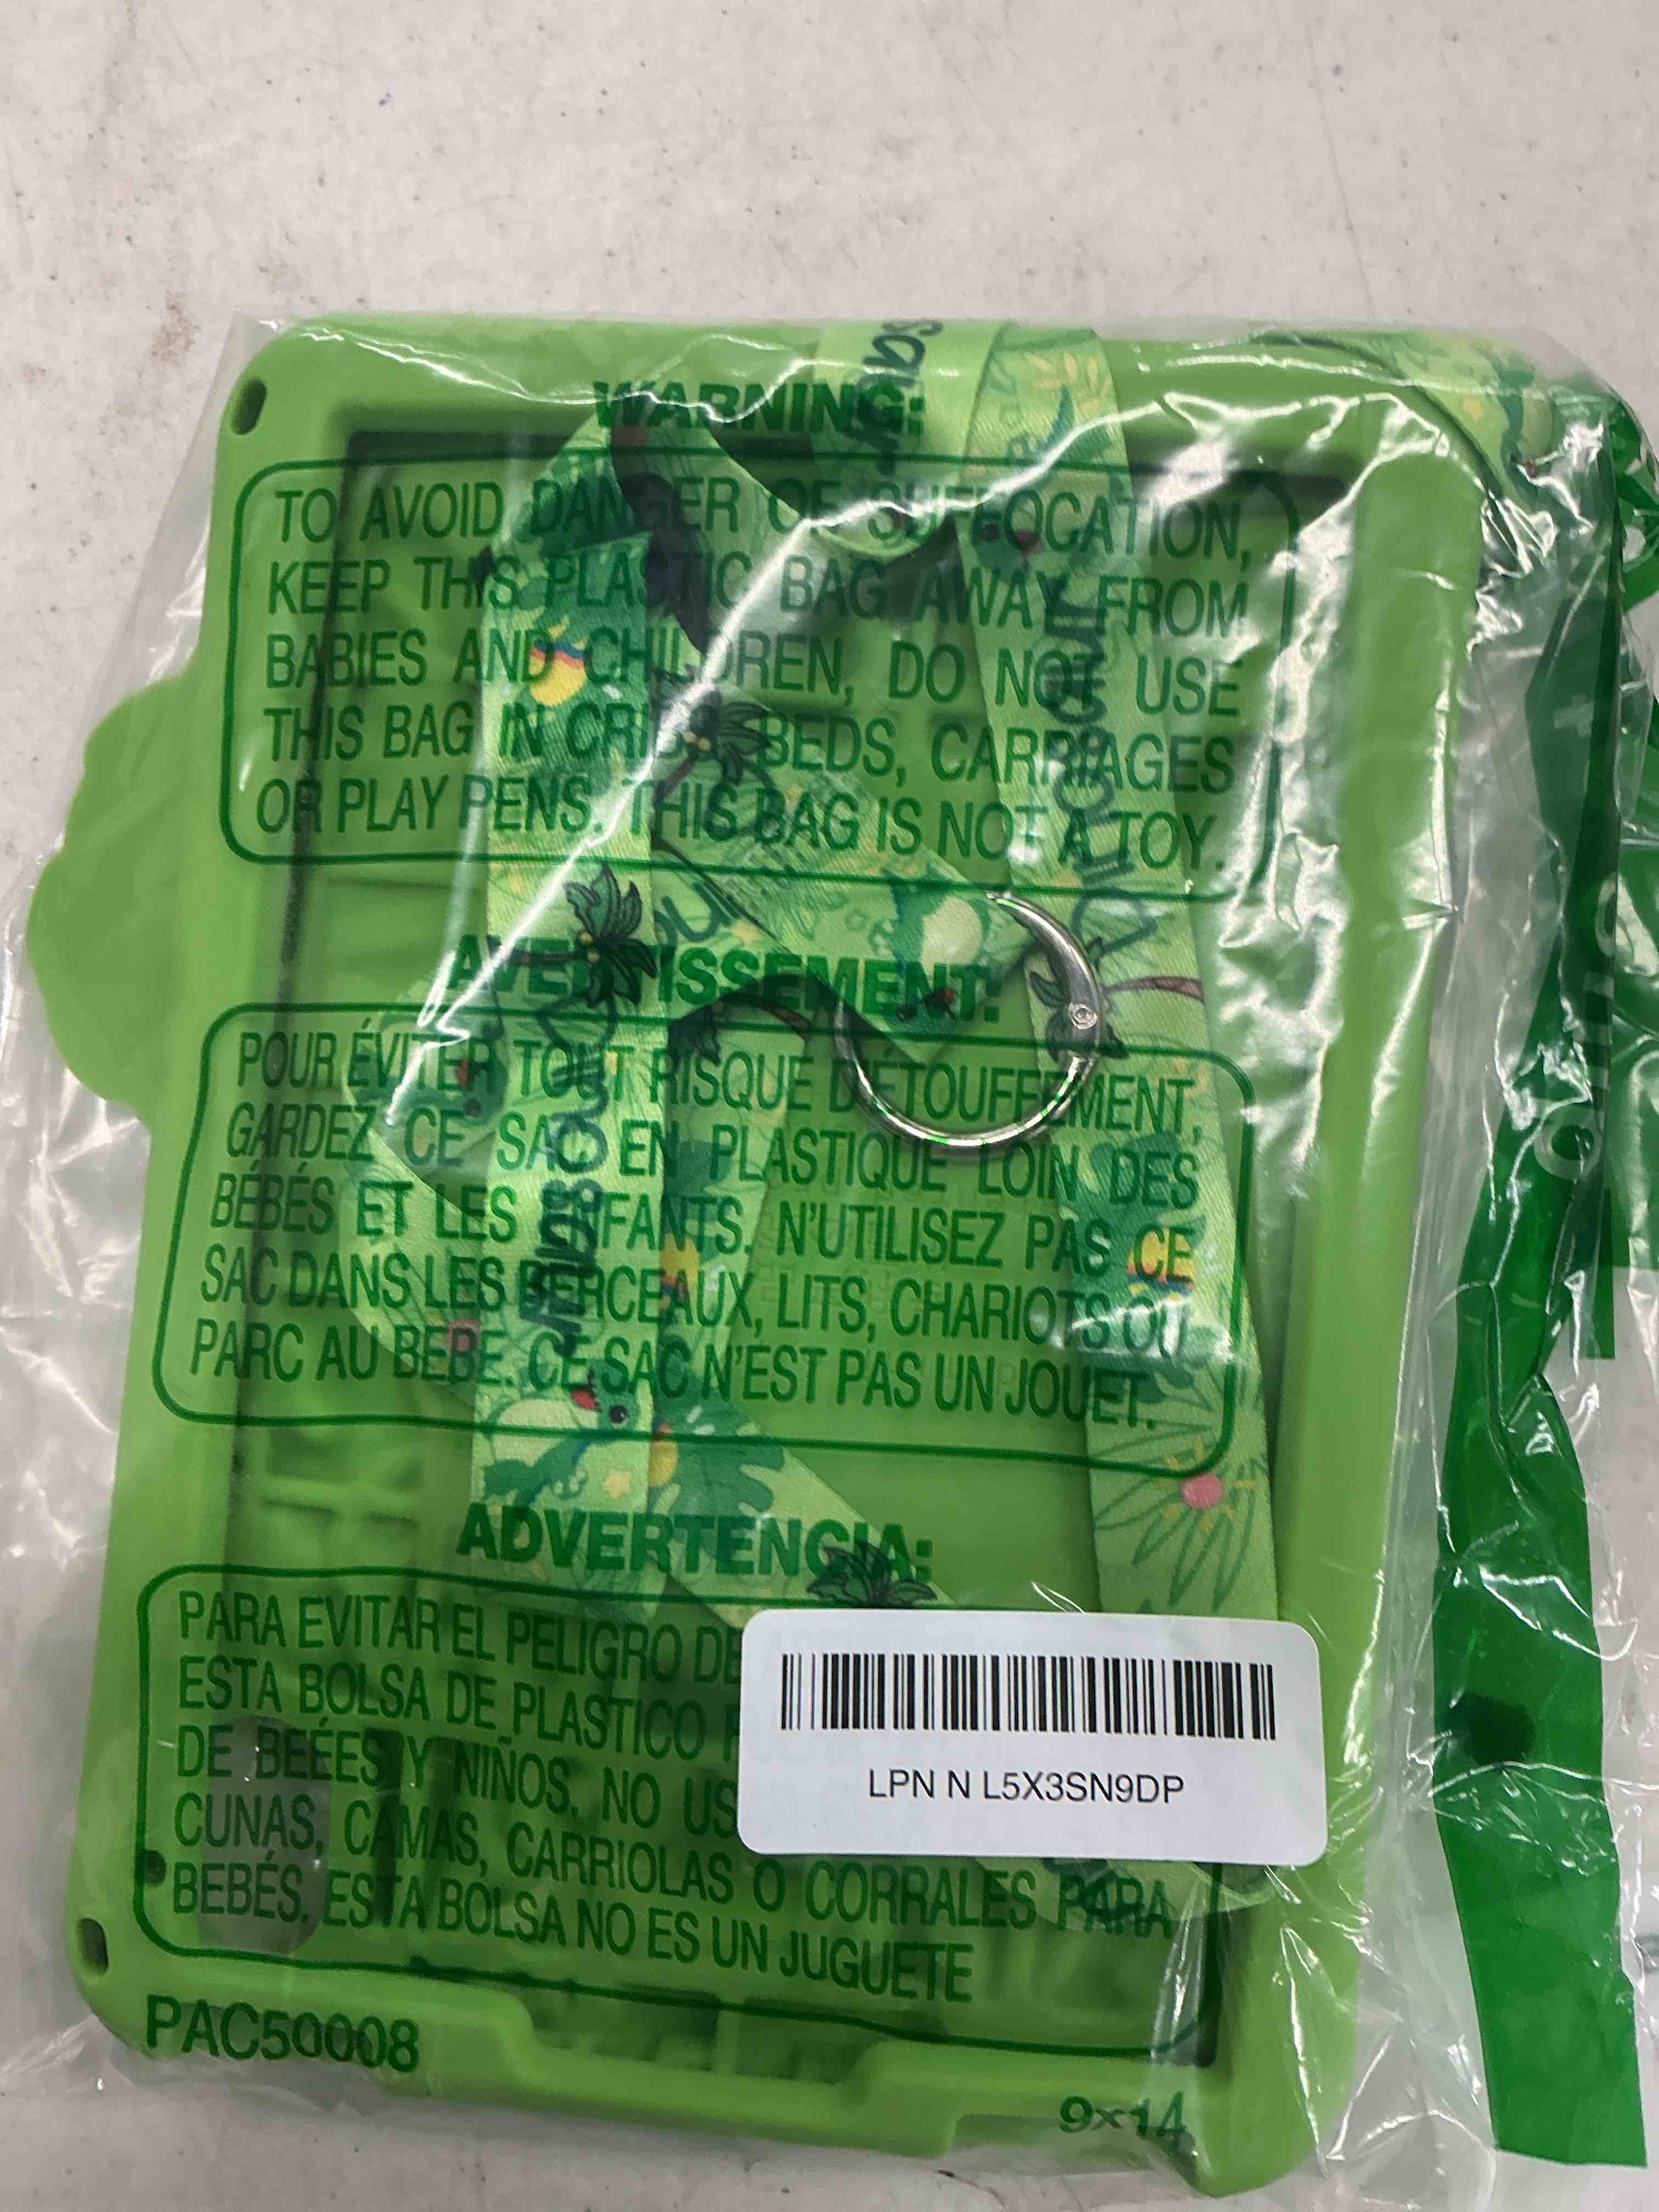 WARNING:
TO AVOID DANGER OF SUFFOCATION,
KEEP THIS PLASTIC BAG AWAY FROM
BABIES AND CHILDREN, DO NOT USE
THIS BAG IN CRIBS, BEDS, CARRIAGES
OR PLAY PENS. THIS BAG IS NOT A TOY.
AVERTISSEMENT:
POUR ÉVITER TOUT RISQUE D'ÉTOUFFEMENT,
GARDEZ CE SAC EN PLASTIQUE LOIN DES
BÉBÉS ET LES ENFANTS. N'UTILISEZ PAS CE
SAC DANS LES BERCEAUX, LITS, CHARIOTS OU
PARC AU BEBE. CE SAC N'EST PAS UN JOUET.
ADVERTENCIA:
PARA EVITAR EL PELIGRO DE
ESTA BOLSA DE PLASTICO
DE BEÉES Y NIÑOS. NO US
CUNAS, CAMAS, CARRIOLAS O CORRALES PARA
BEBÉS. ESTA BOLSA NO ES UN JUGUETE
LPN N L5X3SN9DP
PAC50008
9x14
Dinosaur
Dinosaur
saur